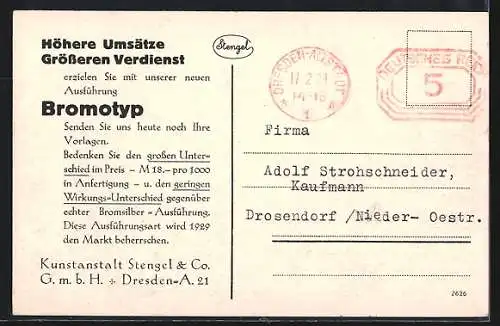 Höhere Umsätze
Größeren Verdienst
erzielen Sie mit unserer neuen
Ausführung
Bromotyp
Senden Sie uns heute noch Ihre
Vorlagen.
Bedenken Sie den großen Unter-
schied im Preis – M 18.– pro 1000
in Anfertigung – u. den geringen
Wirkungs-Unterschied gegenüber
echter Bromsilber-Ausführung.
Diese Ausführungsart wird 1929
den Markt beherrschen.
Kunstanstalt Stengel & Co.
G. m. b. H. + Dresden-A. 21
Stengel
DRESDEN-ALTSTADT
17.2.29
* 1
DEUTSCHES REICH
5
Firma
Adolf Strohschneider,
Kaufmann
Drosendorf /Nieder- Oestr.
2626